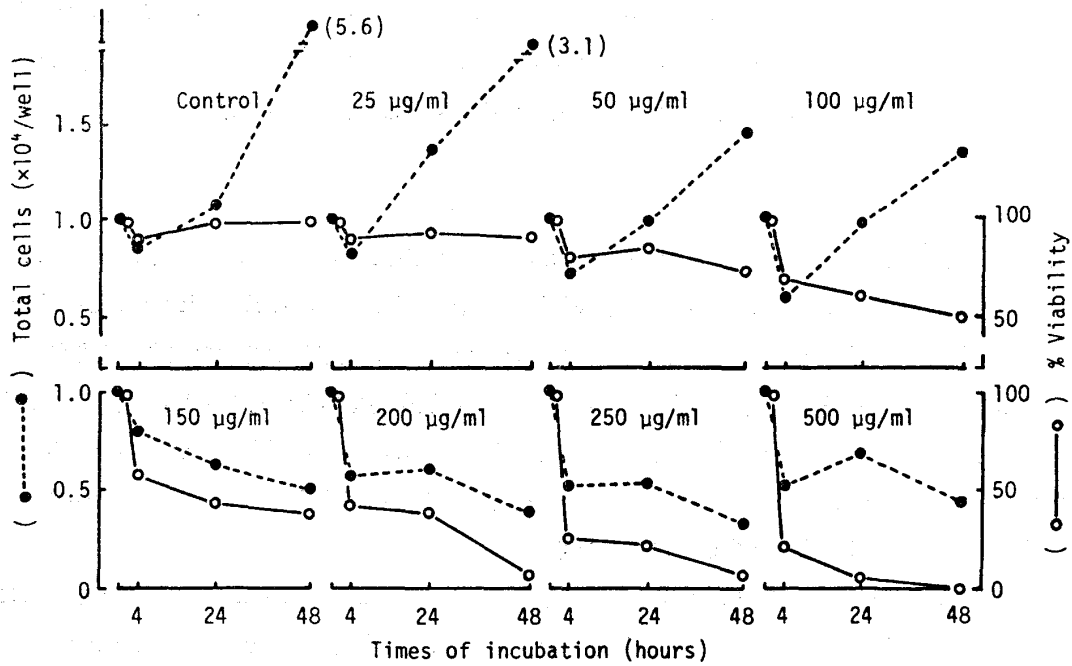 (5.6)
(3.1)
Control
25 µg/ml
50 µg/ml
100 µg/ml
1.5
1.0
0.5
100
50
1.0
0.5
0
150 µg/ml
200 µg/ml
250 µg/ml
500 µg/ml
100
50
0
4 24 48 4 24 48 4 24 48 4 24 48
Times of incubation (hours)
( ) Total cells (×10⁴/well)
( ) % Viability